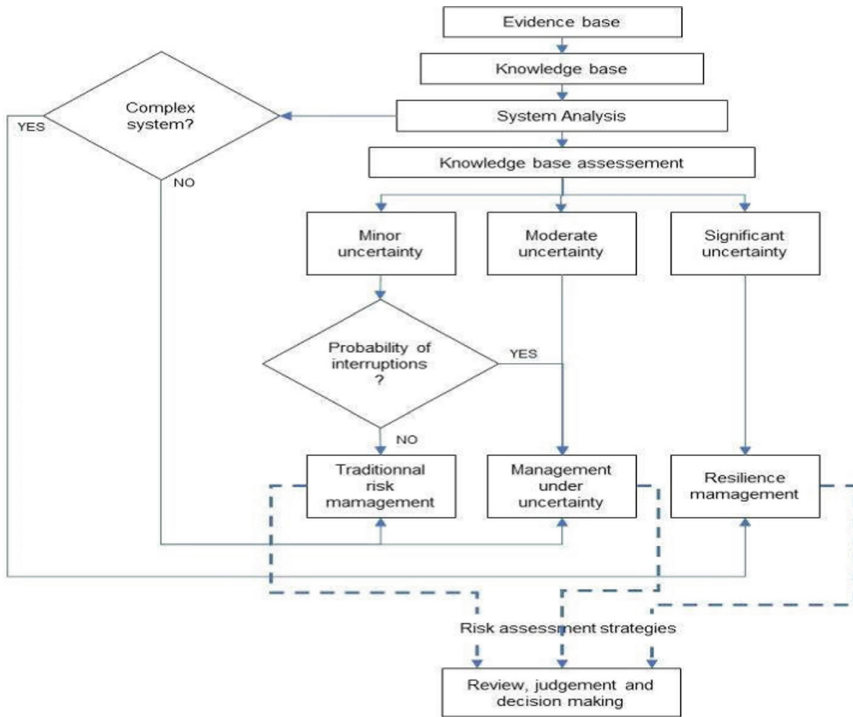 Evidence base
Knowledge base
Complex
system?
System Analysis
YES
Knowledge base assessement
NO
Minor
uncertainty
Moderate
uncertainty
Significant
uncertainty
Probability of
interruptions
?
YES
NO
Traditionnal
risk
mamagement
Management
under
uncertainty
Resilience
mamagement
Risk assessment strategies
Review, judgement and
decision making